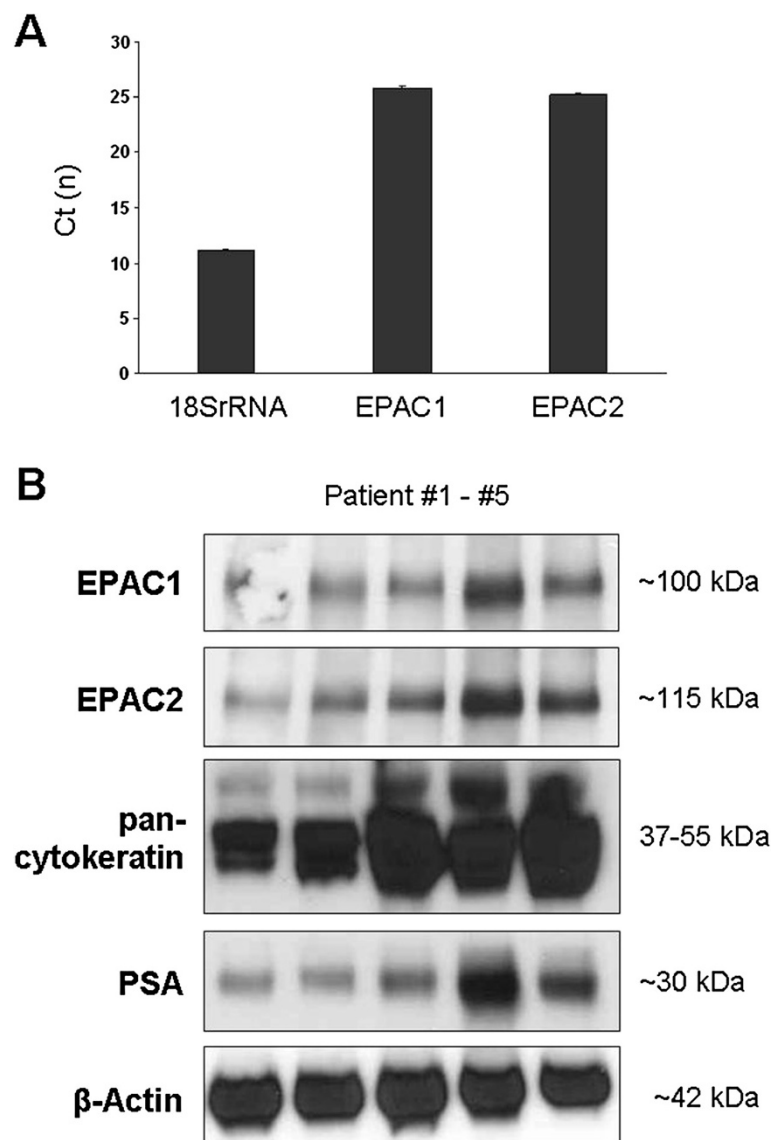 A
30
25
20
15
10
5
0
Ct (n)
18SrRNA EPAC1 EPAC2
B
Patient #1 - #5
EPAC1 ~100 kDa
EPAC2 ~115 kDa
pan-
cytokeratin 37-55 kDa
PSA ~30 kDa
β-Actin ~42 kDa